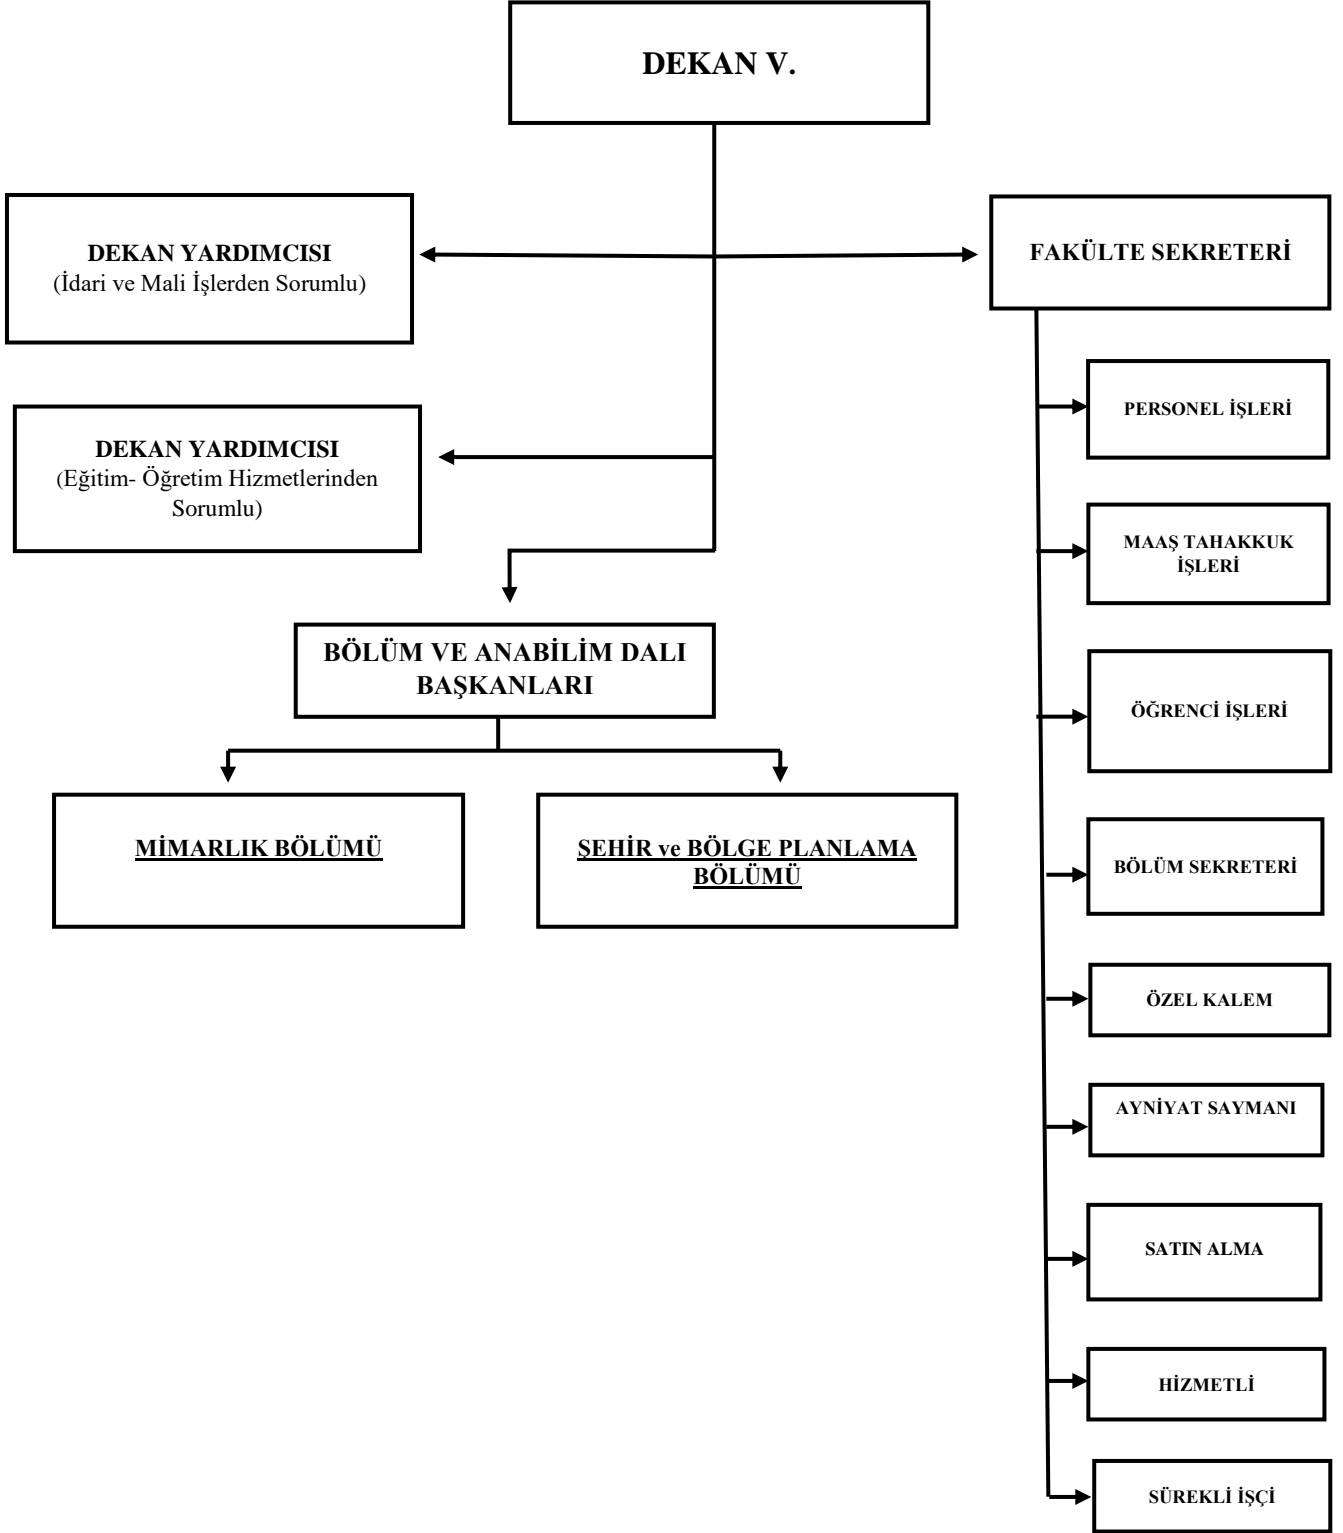 DEKAN V.
DEKAN YARDIMCISI
(İdari ve Mali İşlerden Sorumlu)
FAKÜLTE SEKRETERİ
DEKAN YARDIMCISI
(Eğitim- Öğretim Hizmetlerinden
Sorumlu)
BÖLÜM VE ANABİLİM DALI
BAŞKANLARI
MİMARLIK BÖLÜMÜ
ŞEHİR ve BÖLGE PLANLAMA
BÖLÜMÜ
PERSONEL İŞLERİ
MAAŞ TAHAKKUK
İŞLERİ
ÖĞRENCİ İŞLERİ
BÖLÜM SEKRETERİ
ÖZEL KALEM
AYNİYAT SAYMANI
SATIN ALMA
HİZMETLİ
SÜREKLİ İŞÇİ